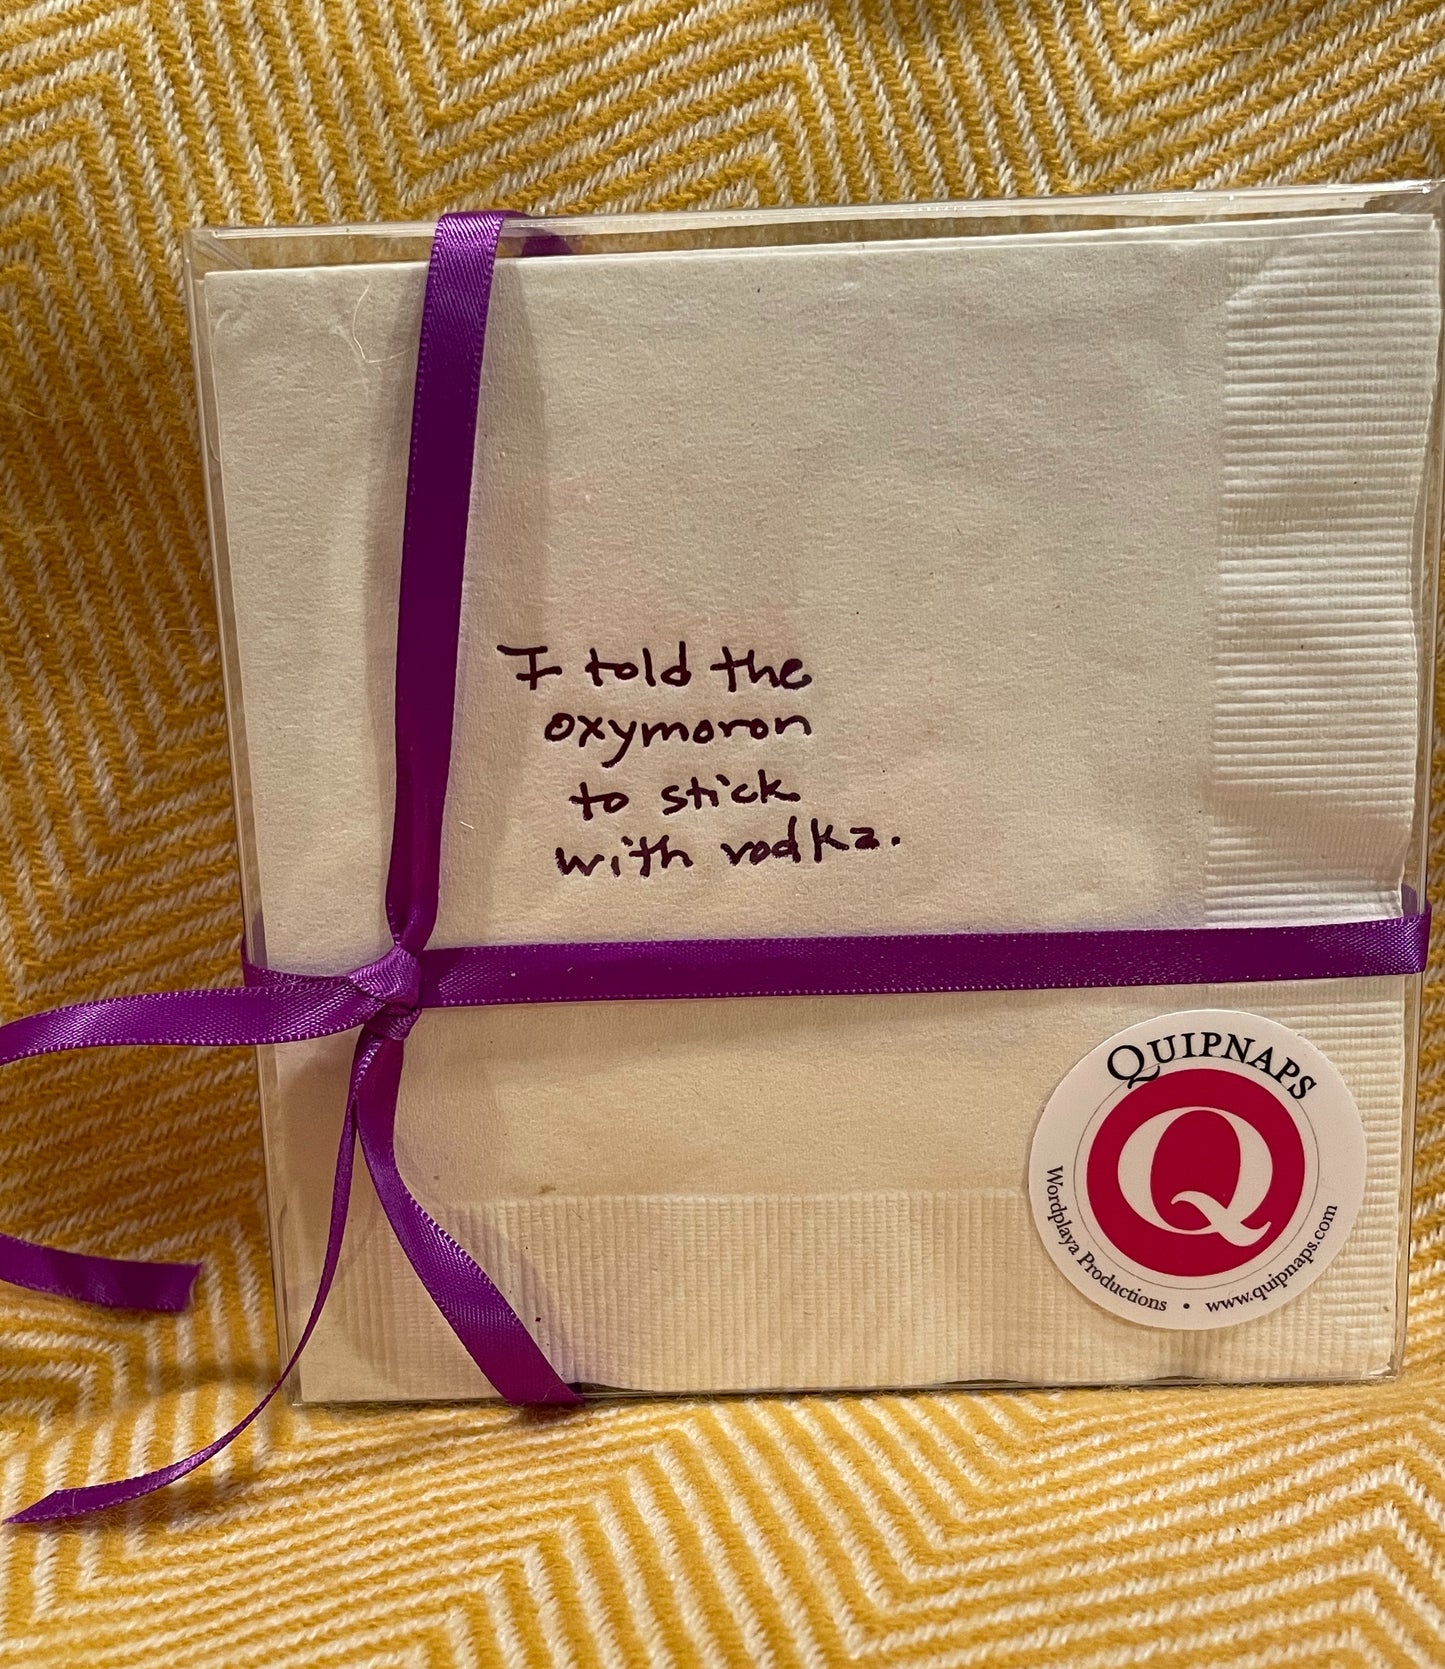 I told the
oxymoron
to stick
with vodka.
QUIPNAPS
Q
Wordplaya Productions • www.quipnaps.com